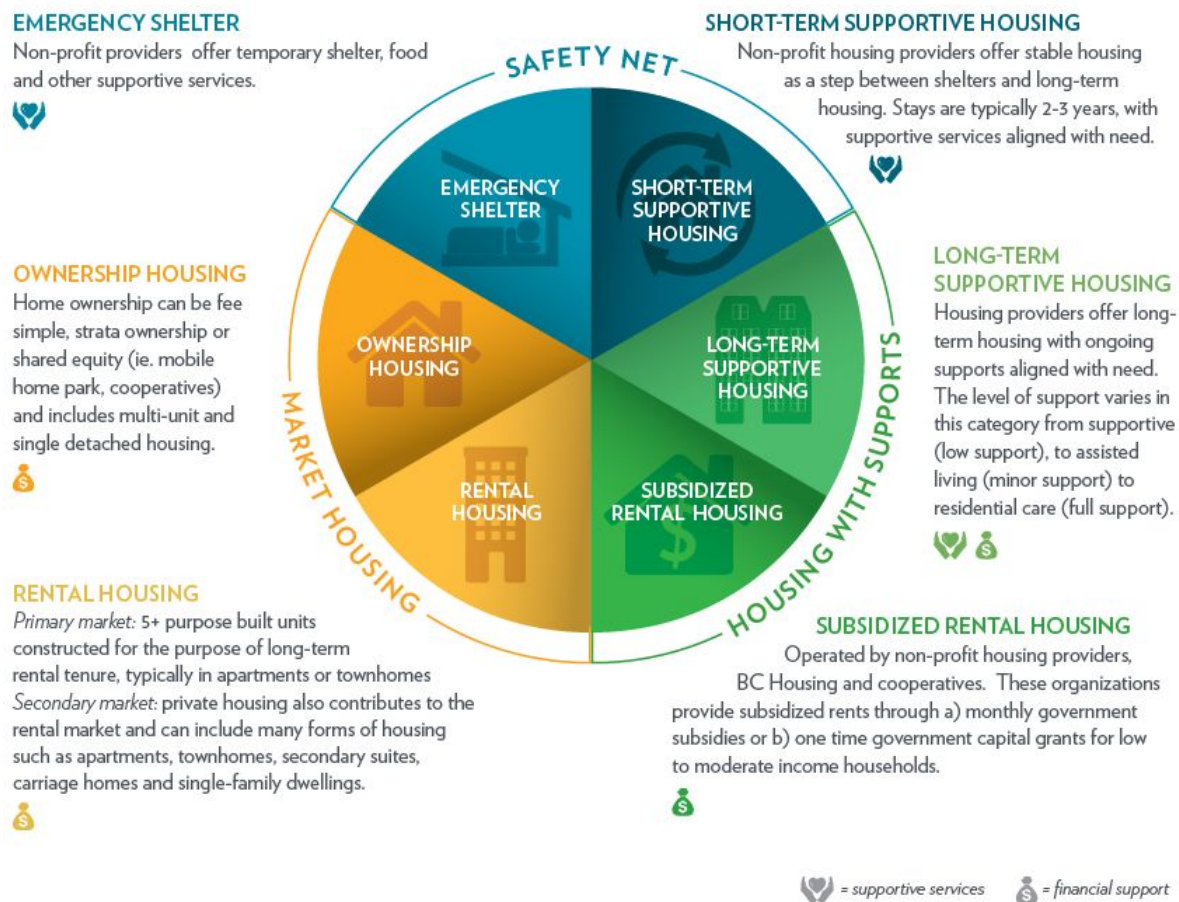 EMERGENCY SHELTER
Non-profit providers offer temporary shelter, food
and other supportive services.
SHORT-TERM SUPPORTIVE HOUSING
Non-profit housing providers offer stable housing
as a step between shelters and long-term
housing. Stays are typically 2-3 years, with
supportive services aligned with need.
SAFETY NET
EMERGENCY
SHELTER
SHORT-TERM
SUPPORTIVE
HOUSING
OWNERSHIP HOUSING
Home ownership can be fee
simple, strata ownership or
shared equity (ie. mobile
home park, cooperatives)
and includes multi-unit and
single detached housing.
OWNERSHIP
HOUSING
LONG-TERM
SUPPORTIVE
HOUSING
LONG-TERM
SUPPORTIVE HOUSING
Housing providers offer long-
term housing with ongoing
supports aligned with need.
The level of support varies in
this category from supportive
(low support), to assisted
living (minor support) to
residential care (full support).
MARKET HOUSING
RENTAL
HOUSING
SUBSIDIZED
RENTAL HOUSING
$
HOUSING WITH SUPPORTS
RENTAL HOUSING
Primary market: 5+ purpose built units
constructed for the purpose of long-term
rental tenure, typically in apartments or townhomes
Secondary market: private housing also contributes to the
rental market and can include many forms of housing
such as apartments, townhomes, secondary suites,
carriage homes and single-family dwellings.
SUBSIDIZED RENTAL HOUSING
Operated by non-profit housing providers,
BC Housing and cooperatives. These organizations
provide subsidized rents through a) monthly government
subsidies or b) one time government capital grants for low
to moderate income households.
= supportive services
= financial support